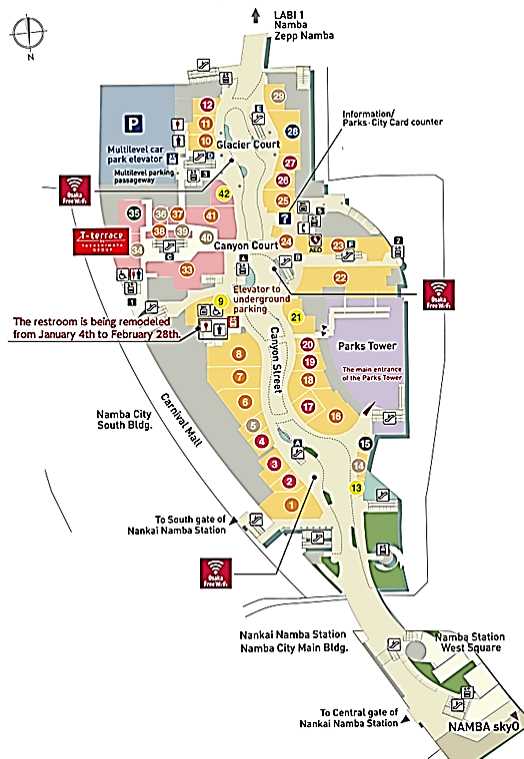 LABI 1
Namba
Zepp Namba
N
29
12
11
28
10
Information/
Parks-City Card counter
P
Multilevel car
park elevator
Multilevel parking
passageway
Glacier Court
27
26
25
Osaka
Free Wi-Fi
42
35
36
37
41
T-terrace
38
39
40
34
33
Canyon Court
24
AED
23
22
Osaka
Free Wi-Fi
Elevator to
underground
parking
9
21
The restroom is being remodeled
from January 4th to February 28th.
Parks Tower
The main entrance
of the Parks Tower
Canyon Street
8
7
6
5
4
3
2
1
20
19
18
17
16
15
14
13
Namba City
South Bldg.
Carnival Mall
To South gate of
Nankai Namba Station
Osaka
Free Wi-Fi
Nankai Namba Station
Namba City Main Bldg.
Namba Station
West Square
To Central gate of
Nankai Namba Station
NAMBA skyO